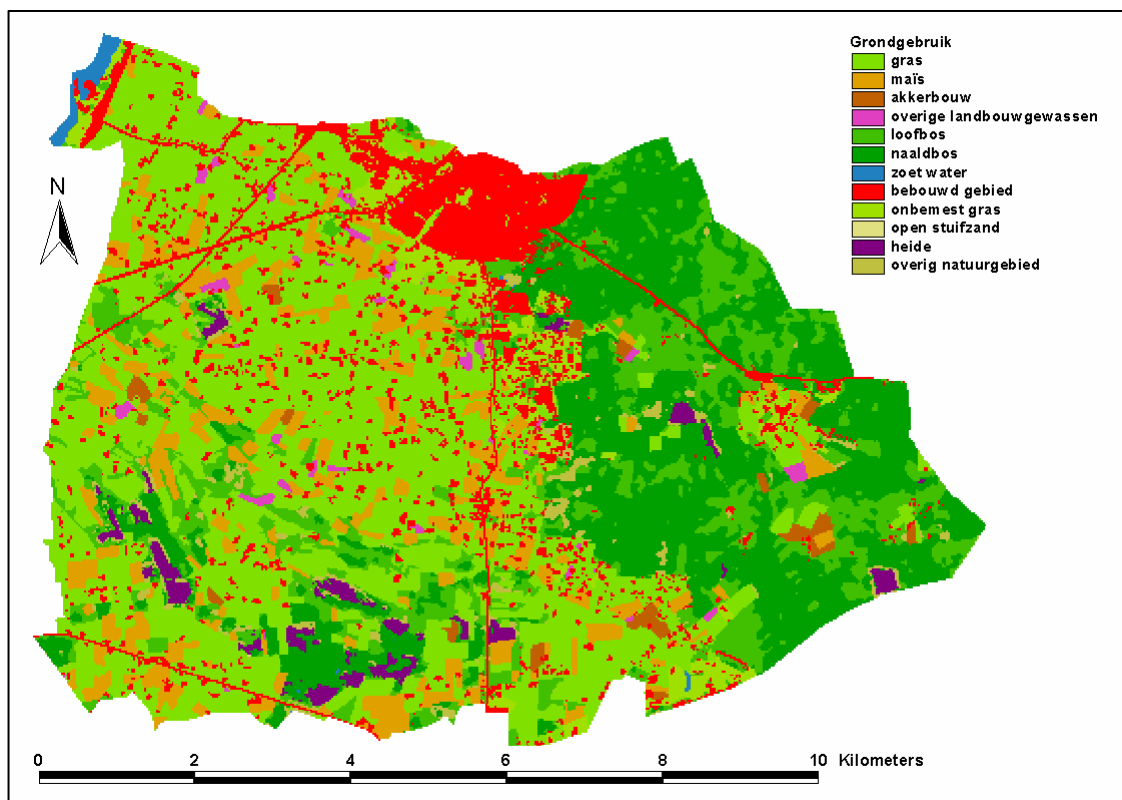 Grondgebruik
gras
maïs
akkerbouw
overige landbouwgewassen
loofbos
naaldbos
zoet water
bebouwd gebied
onbemest gras
open stuifzand
heide
overig natuurgebied
N
0 2 4 6 8 10 Kilometers